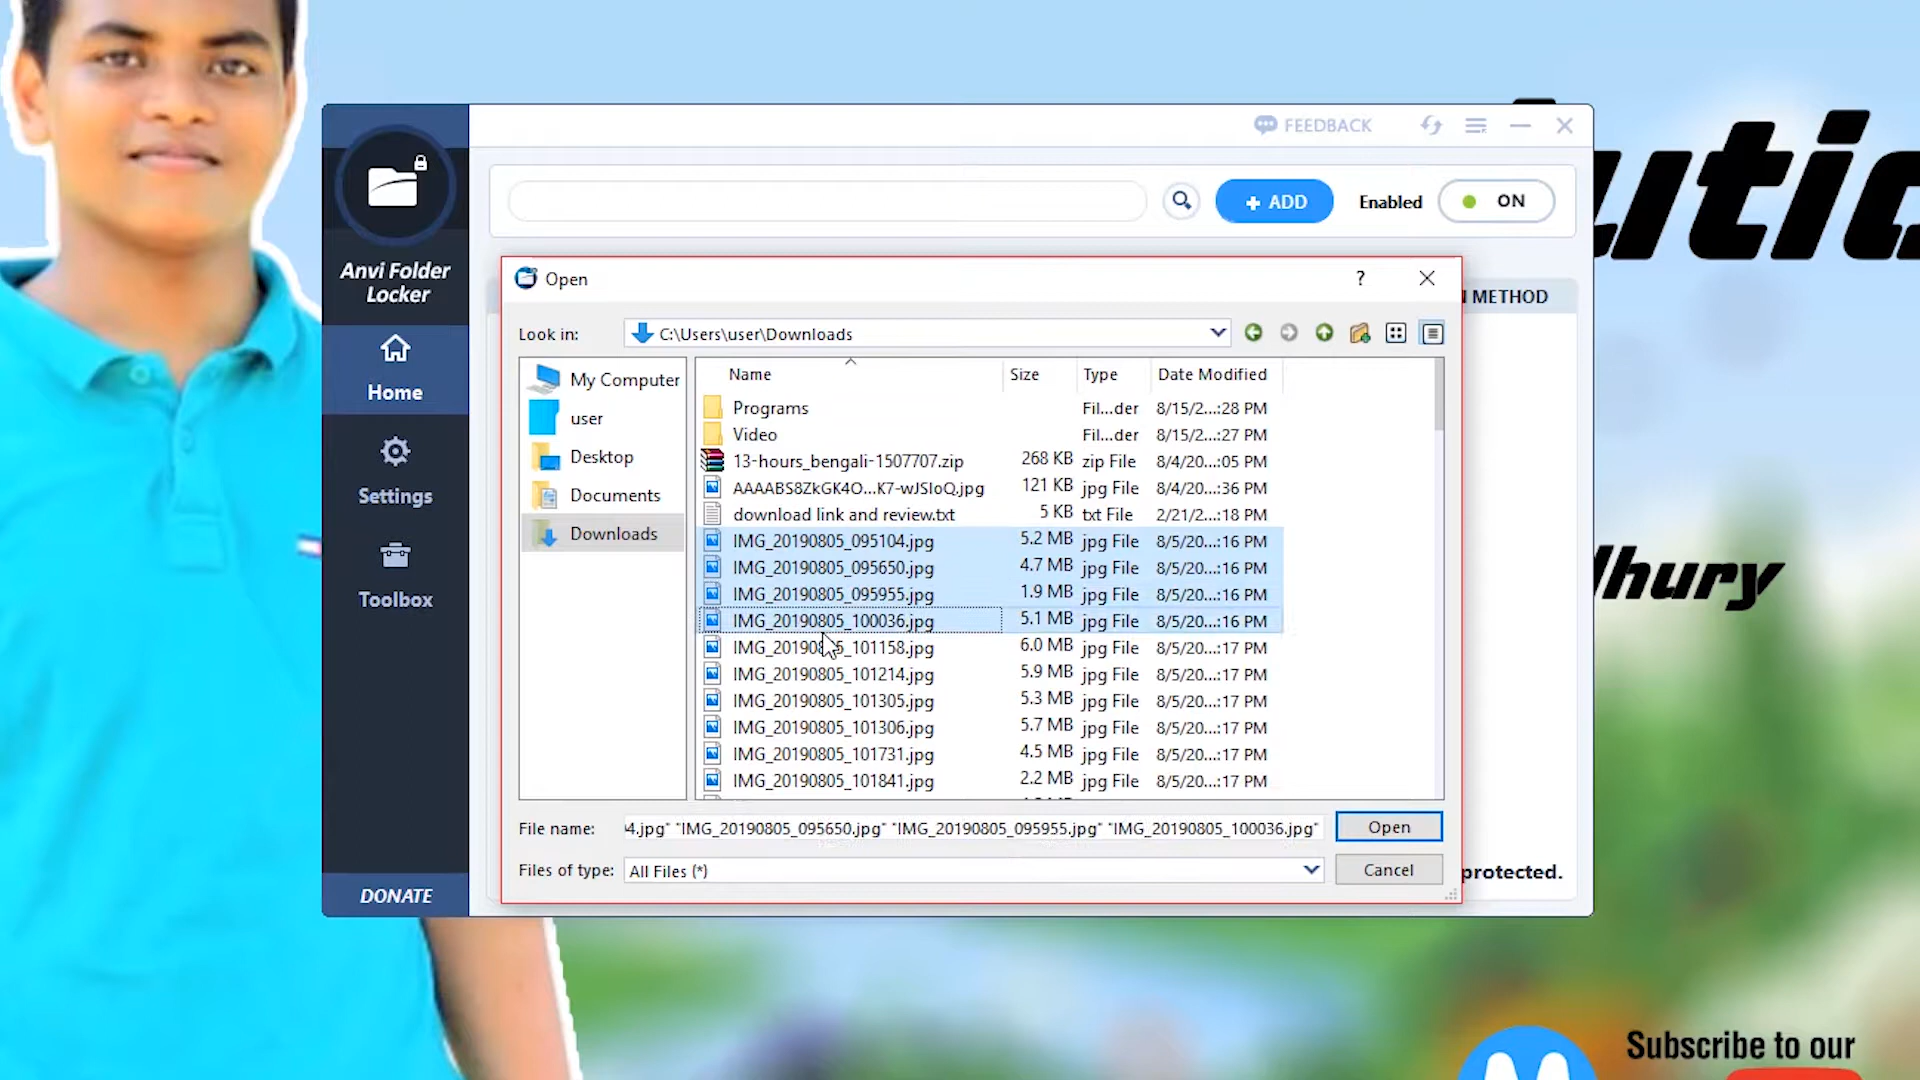 FEEDBACK
+ ADD
Enabled
ON
Anvi Folder
Locker
Home
Settings
Toolbox
DONATE
METHOD
protected.
Open
?
Look in:
C:\Users\user\Downloads
My Computer
user
Desktop
Documents
Downloads
Name Size Type Date Modified
Programs Fil...der 8/15/2...:28 PM
Video Fil...der 8/15/2...:27 PM
13-hours_bengali-1507707.zip 268 KB zip File 8/4/20...:05 PM
AAAABS8ZkGK4O...K7-wJSIoQ.jpg 121 KB jpg File 8/4/20...:36 PM
download link and review.txt 5 KB txt File 2/21/2...:18 PM
IMG_20190805_095104.jpg 5.2 MB jpg File 8/5/20...:16 PM
IMG_20190805_095650.jpg 4.7 MB jpg File 8/5/20...:16 PM
IMG_20190805_095955.jpg 1.9 MB jpg File 8/5/20...:16 PM
IMG_20190805_100036.jpg 5.1 MB jpg File 8/5/20...:16 PM
IMG_20190805_101158.jpg 6.0 MB jpg File 8/5/20...:17 PM
IMG_20190805_101214.jpg 5.9 MB jpg File 8/5/20...:17 PM
IMG_20190805_101305.jpg 5.3 MB jpg File 8/5/20...:17 PM
IMG_20190805_101306.jpg 5.7 MB jpg File 8/5/20...:17 PM
IMG_20190805_101731.jpg 4.5 MB jpg File 8/5/20...:17 PM
IMG_20190805_101841.jpg 2.2 MB jpg File 8/5/20...:17 PM
File name: 4.jpg" "IMG_20190805_095650.jpg" "IMG_20190805_095955.jpg" "IMG_20190805_100036.jpg"
Open
Files of type: All Files (*)
Cancel
utic
dhury
Subscribe to our